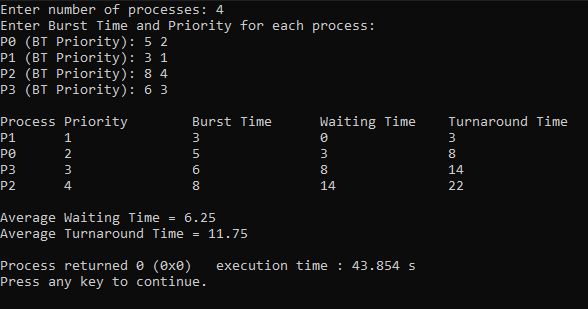 Enter number of processes: 4
Enter Burst Time and Priority for each process:
P0 (BT Priority): 5 2
P1 (BT Priority): 3 1
P2 (BT Priority): 8 4
P3 (BT Priority): 6 3
Process Priority        Burst Time      Waiting Time    Turnaround Time
P1      1               3               0               3
P0      2               5               3               8
P3      3               6               8               14
P2      4               8               14              22
Average Waiting Time = 6.25
Average Turnaround Time = 11.75
Process returned 0 (0x0)   execution time : 43.854 s
Press any key to continue.